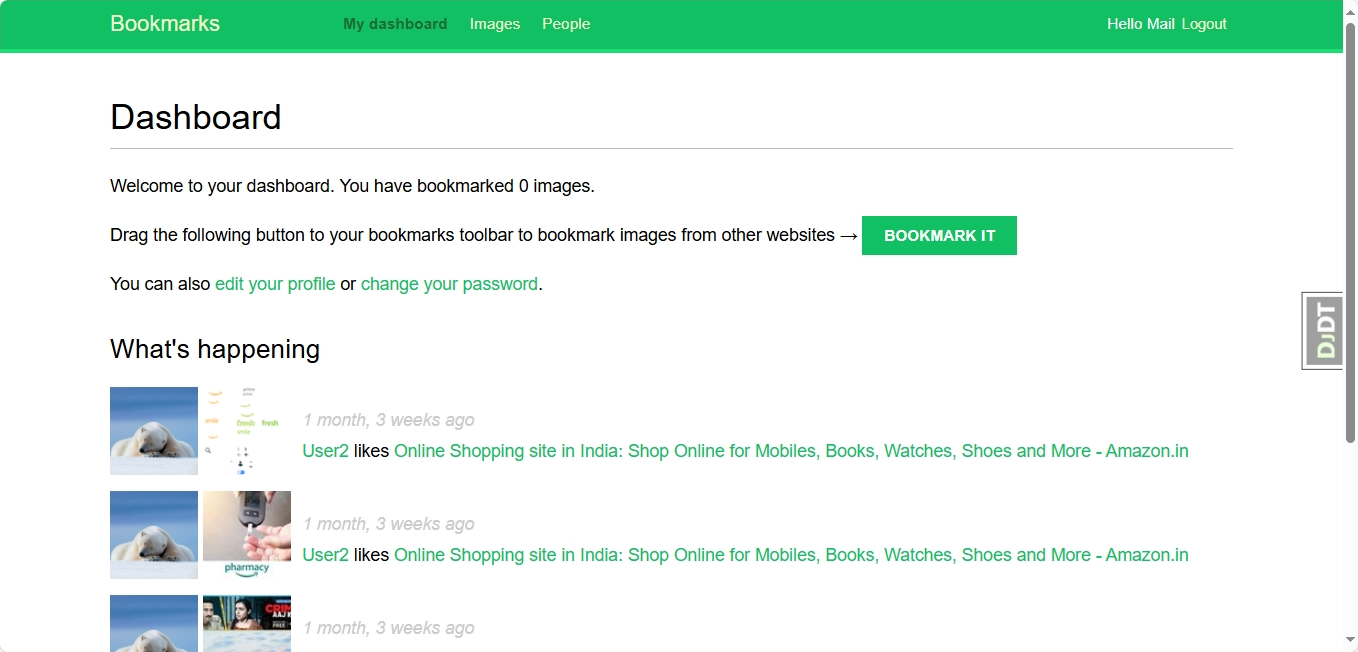 Bookmarks My dashboard Images People Hello Mail Logout
Dashboard
Welcome to your dashboard. You have bookmarked 0 images.
Drag the following button to your bookmarks toolbar to bookmark images from other websites → BOOKMARK IT
You can also edit your profile or change your password.
DjDT
What's happening
1 month, 3 weeks ago
smile fresh fresh
smile
User2 likes Online Shopping site in India: Shop Online for Mobiles, Books, Watches, Shoes and More - Amazon.in
1 month, 3 weeks ago
User2 likes Online Shopping site in India: Shop Online for Mobiles, Books, Watches, Shoes and More - Amazon.in
pharmacy
1 month, 3 weeks ago